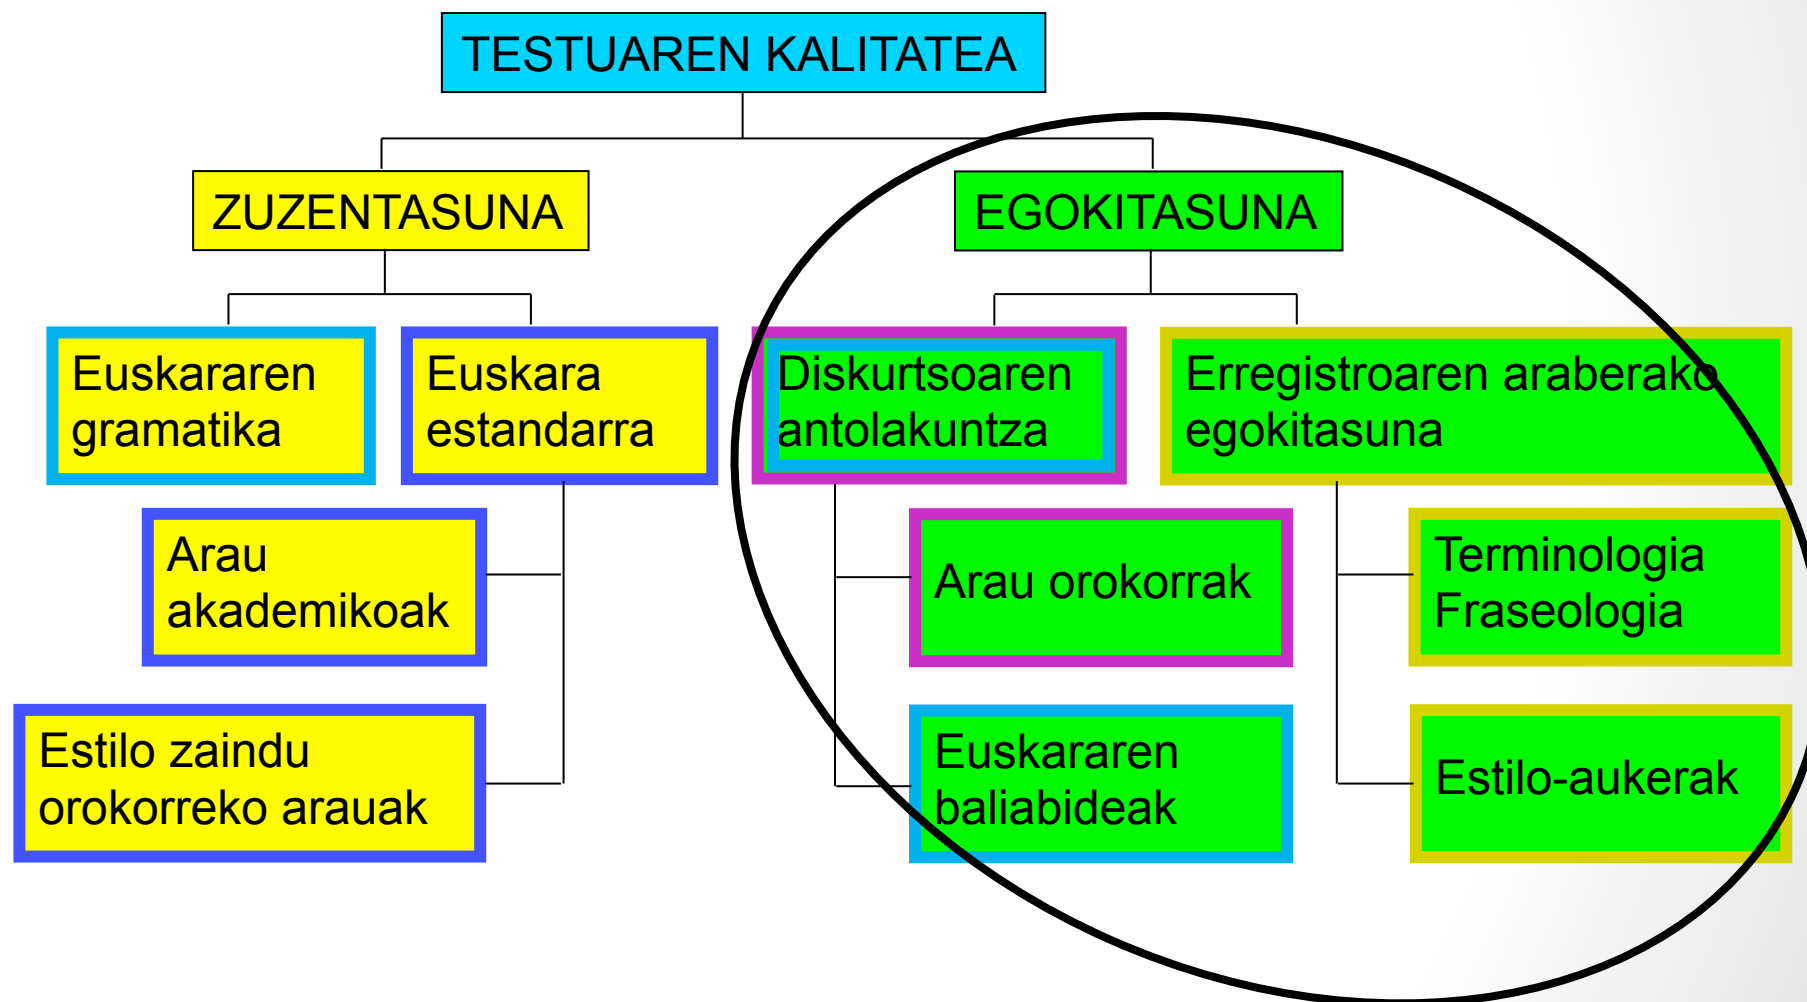 TESTUAREN KALITATEA
ZUZENTASUNA
EGOKITASUNA
Euskararen
gramatika
Euskara
estandarra
Diskurtsoaren
antolakuntza
Erregistroaren araberako
egokitasuna
Arau
akademikoak
Arau orokorrak
Terminologia
Fraseologia
Estilo zaindu
orokorreko arauak
Euskararen
baliabideak
Estilo-aukerak